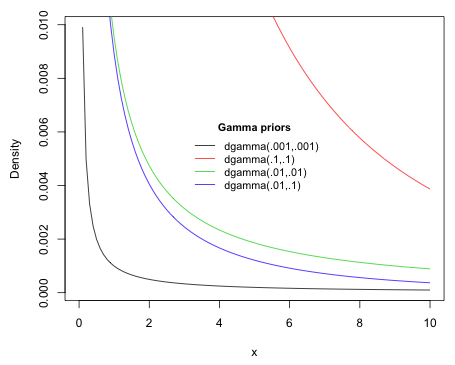 0.010
0.008
0.006
0.004
0.002
0.000
Density
Gamma priors
dgamma(.001,.001)
dgamma(.1,.1)
dgamma(.01,.01)
dgamma(.01,.1)
0 2 4 6 8 10
x